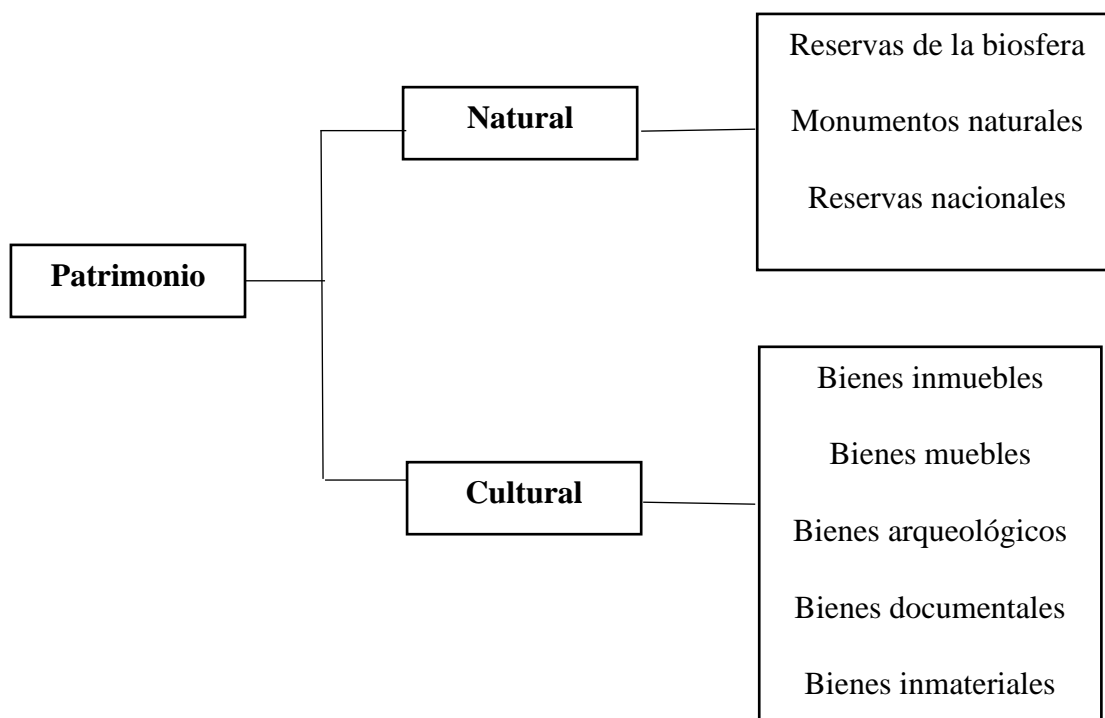 Patrimonio
Natural
Reservas de la biosfera
Monumentos naturales
Reservas nacionales
Cultural
Bienes inmuebles
Bienes muebles
Bienes arqueológicos
Bienes documentales
Bienes inmateriales